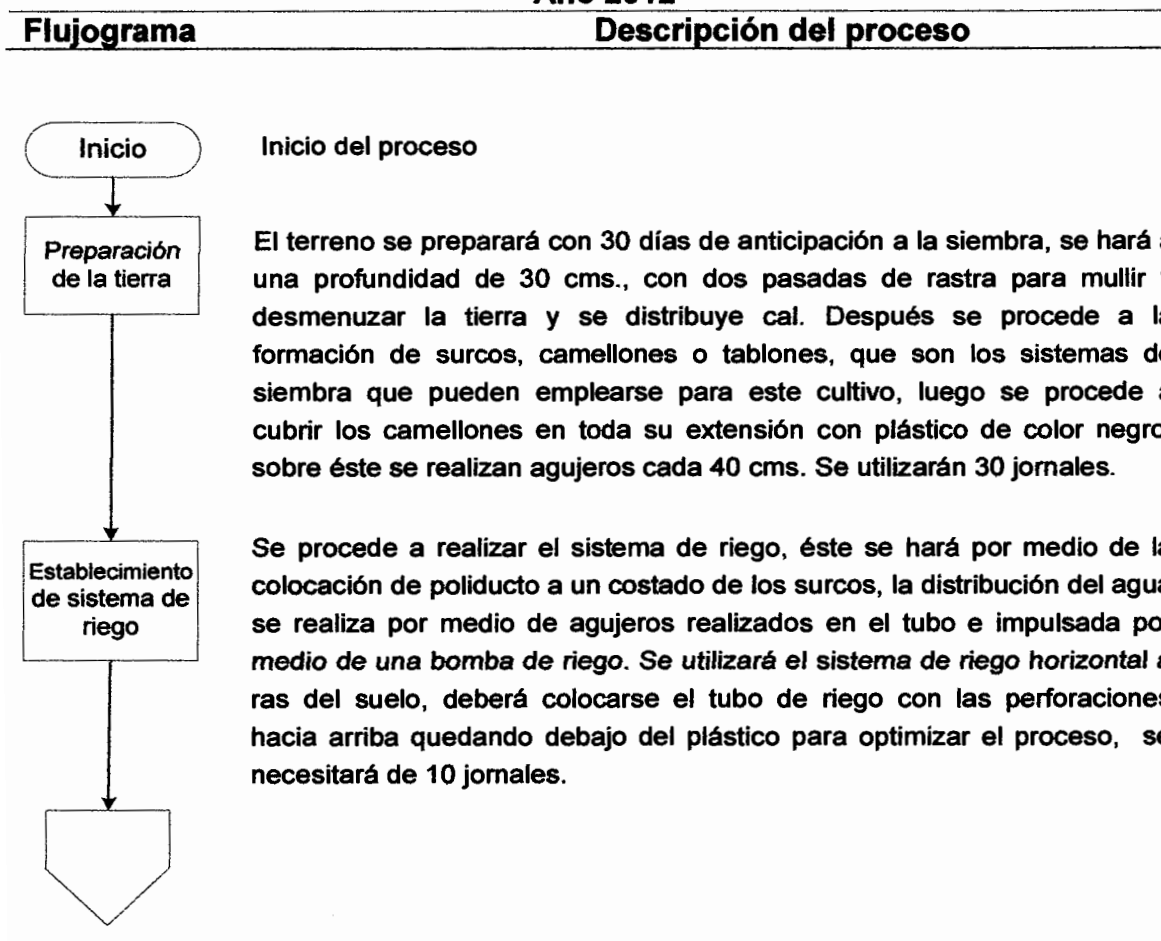 Flujograma Descripción del proceso
Inicio
Inicio del proceso
Preparación
de la tierra
El terreno se preparará con 30 días de anticipación a la siembra, se hará
una profundidad de 30 cms., con dos pasadas de rastra para mullir
desmenuzar la tierra y se distribuye cal. Después se procede a
formación de surcos, camellones o tablones, que son los sistemas
siembra que pueden emplearse para este cultivo, luego se procede
cubrir los camellones en toda su extensión con plástico de color negro
sobre éste se realizan agujeros cada 40 cms. Se utilizarán 30 jornales.
Establecimiento
de sistema de
riego
Se procede a realizar el sistema de riego, éste se hará por medio de
colocación de poliducto a un costado de los surcos, la distribución del agua
se realiza por medio de agujeros realizados en el tubo e impulsada
medio de una bomba de riego. Se utilizará el sistema de riego horizontal
ras del suelo, deberá colocarse el tubo de riego con las perforaciones
hacia arriba quedando debajo del plástico para optimizar el proceso, se
necesitará de 10 jornales.